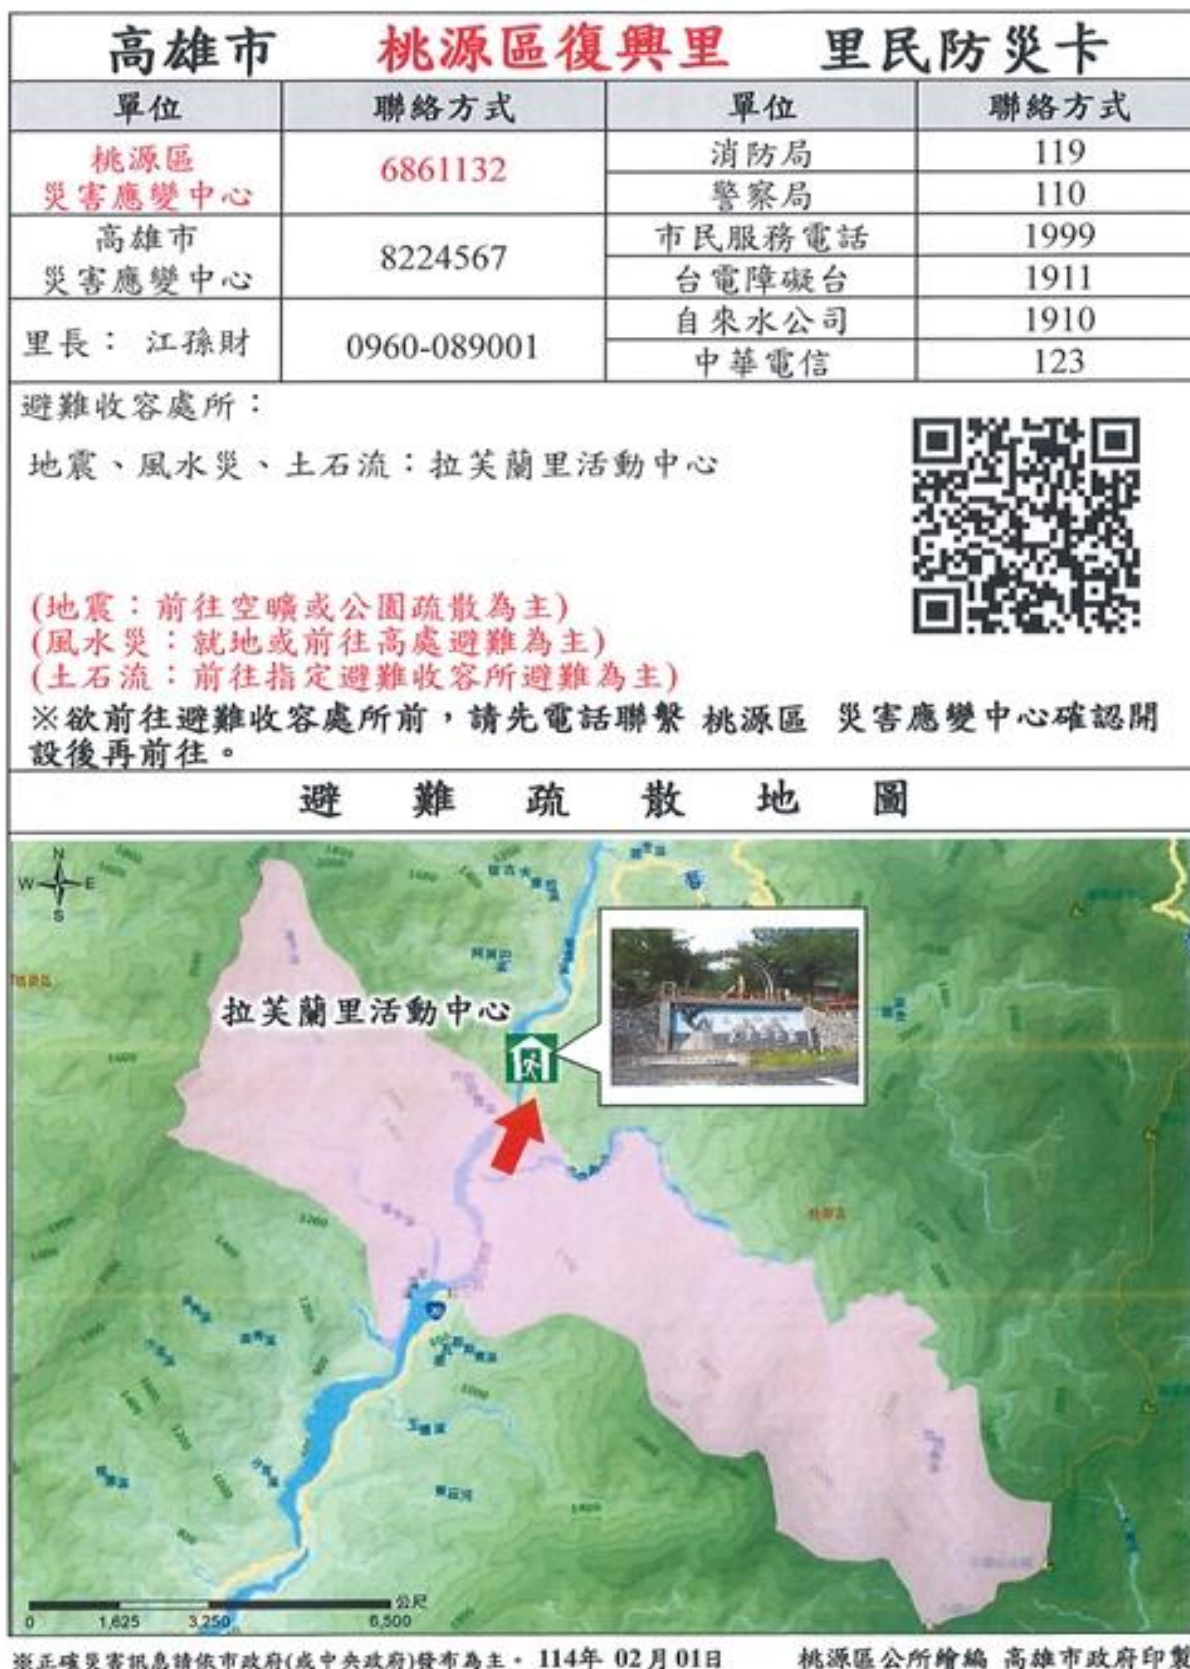 高雄市 桃源區復興里 里民防災卡
單位 聯絡方式 單位 聯絡方式
桃源區
災害應變中心 6861132
消防局 119
警察局 110
高雄市
災害應變中心 8224567
市民服務電話 1999
台電障礙台 1911
里長： 江孫財 0960-089001
自來水公司 1910
中華電信 123
避難收容處所：
地震、風水災、土石流：拉芙蘭里活動中心
(地震：前往空曠或公園疏散為主)
(風水災：就地或前往高處避難為主)
(土石流：前往指定避難收容所避難為主)
※欲前往避難收容處所前，請先電話聯繫 桃源區 災害應變中心確認開
設後再前往。
避難疏散地圖
N
W E
S
拉芙蘭里活動中心
公尺
0 1,625 3,250 6,500
※正確災害訊息請依市政府(或中央政府)發布為主。 114年 02月01日 桃源區公所繪編 高雄市政府印製